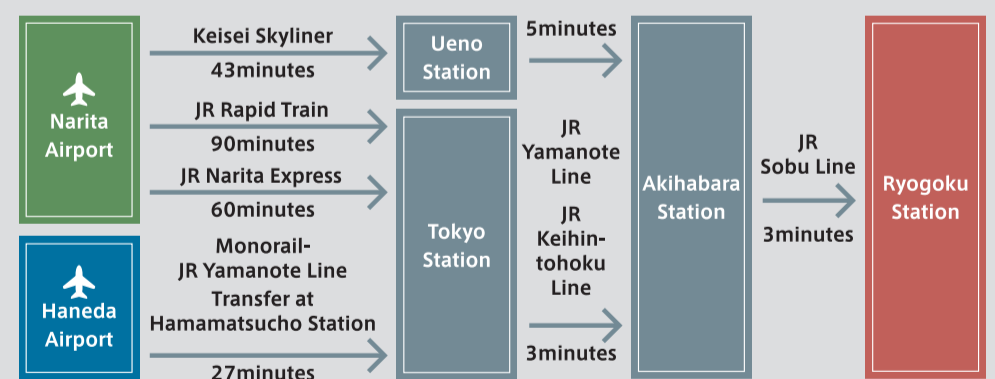 Narita
Airport
Keisei Skyliner
43minutes
JR Rapid Train
90minutes
JR Narita Express
60minutes
Haneda
Airport
Monorail-
JR Yamanote Line
Transfer at
Hamamatsucho Station
27minutes
Ueno
Station
Tokyo
Station
5minutes
JR
Yamanote
Line
JR
Keihin-
tohoku
Line
3minutes
Akihabara
Station
JR
Sobu Line
3minutes
Ryogoku
Station